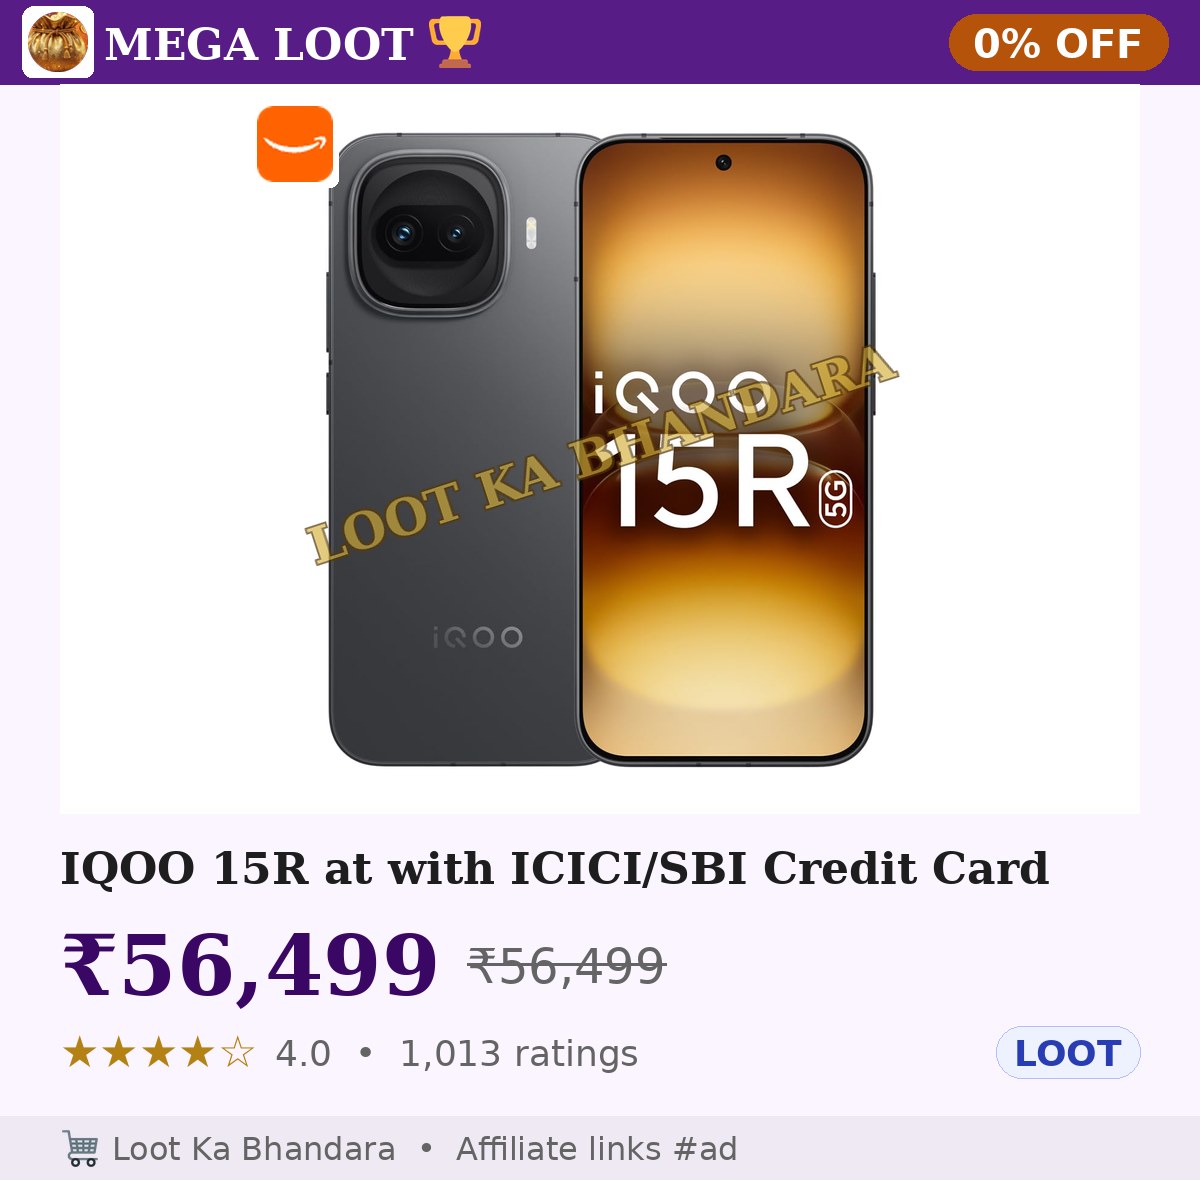 MEGA LOOT
0% OFF
iQOO
15R
5G
LOOT KA BHANDARA
iQOO
IQOO 15R at with ICICI/SBI Credit Card
₹56,499 ₹56,499
4.0 • 1,013 ratings
LOOT
Loot Ka Bhandara • Affiliate links #ad